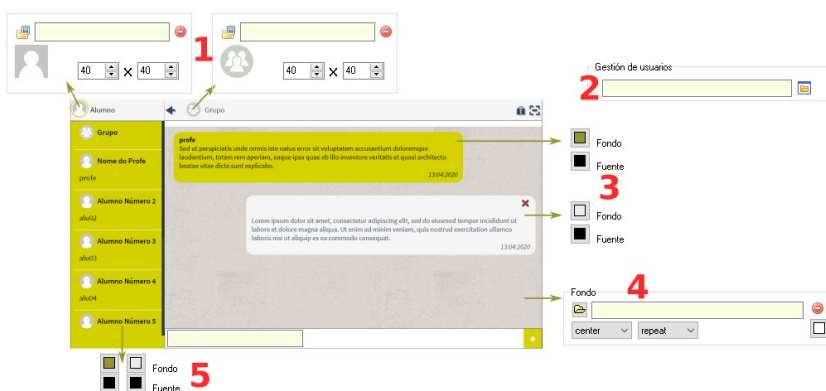 1
40 x 40
40 x 40
Gestión de usuarios
2
Alumno
Grupo
Grupo
Nome do Profe
profe
Alumno Número 2
alu02
Alumno Número 3
alu03
Alumno Número 4
alu04
Alumno Número 5
profe
Sed ut perspiciatis unde omnis iste natus error sit voluptatem accusantium doloremque
laudantium, totam rem aperiam, eaque ipsa quae ab illo inventore veritatis et quasi architecto
beatae vitae dicta sunt explicabo.
13:04:2020
Lorem ipsum dolor sit amet, consectetur adipiscing elit, sed do eiusmod tempor incididunt ut
labore et dolore magna aliqua. Ut enim ad minim veniam, quis nostrud exercitation ullamco
laboris nisi ut aliquip ex ea commodo consequat.
13:04:2020
Fondo
Fuente
3
Fondo
Fuente
Fondo
4
center
repeat
Fondo
Fuente
5